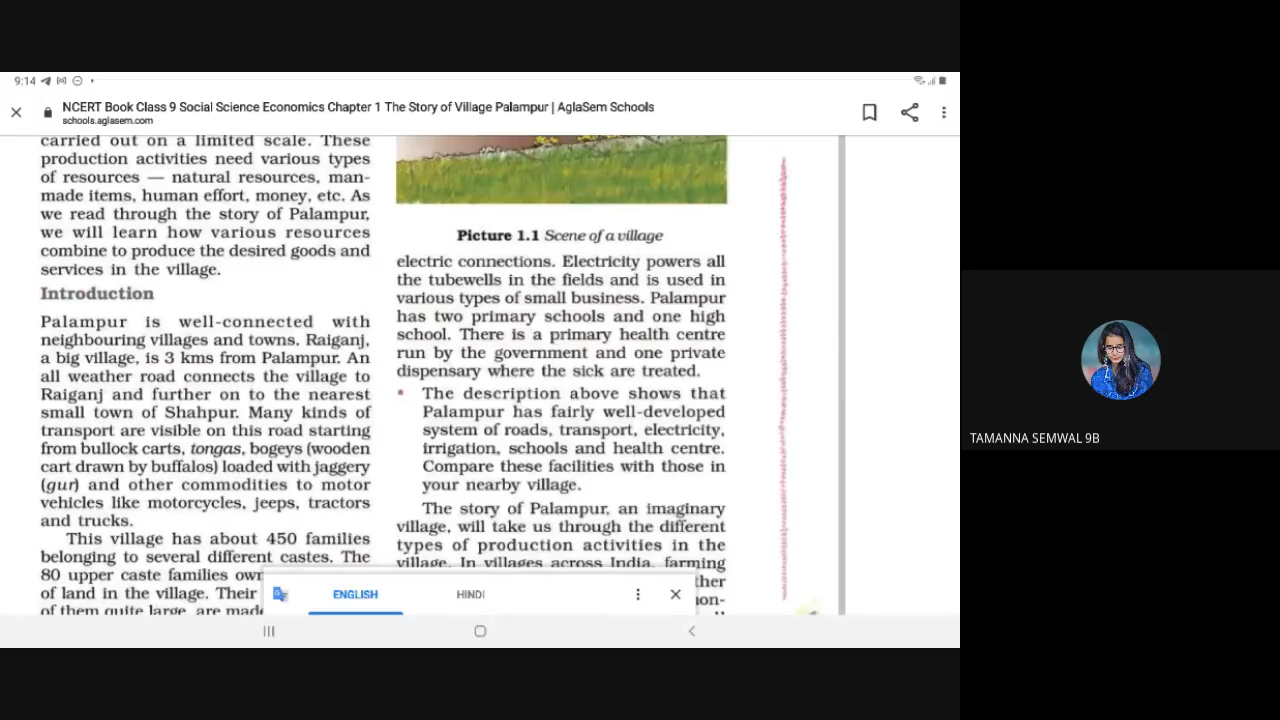 9:14
NCERT Book Class 9 Social Science Economics Chapter 1 The Story of Village Palampur | AglaSem Schools
schools.aglasem.com
carried out on a limited scale. These
production activities need various types
of resources — natural resources, man-
made items, human effort, money, etc. As
we read through the story of Palampur,
we will learn how various resources
combine to produce the desired goods and
services in the village.
Introduction
Palampur is well-connected with
neighbouring villages and towns. Raiganj,
a big village, is 3 kms from Palampur. An
all weather road connects the village to
Raiganj and further on to the nearest
small town of Shahpur. Many kinds of
transport are visible on this road starting
from bullock carts, tongas, bogeys (wooden
cart drawn by buffalos) loaded with jaggery
(gur) and other commodities to motor
vehicles like motorcycles, jeeps, tractors
and trucks.
This village has about 450 families
belonging to several different castes. The
80 upper caste families own
of land in the village. Their
of them quite large, are made
Picture 1.1 Scene of a village
electric connections. Electricity powers all
the tubewells in the fields and is used in
various types of small business. Palampur
has two primary schools and one high
school. There is a primary health centre
run by the government and one private
dispensary where the sick are treated.
• The description above shows that
Palampur has fairly well-developed
system of roads, transport, electricity,
irrigation, schools and health centre.
Compare these facilities with those in
your nearby village.
The story of Palampur, an imaginary
village, will take us through the different
types of production activities in the
village. In villages across India, farming
ENGLISH
HINDI
TAMANNA SEMWAL 9B